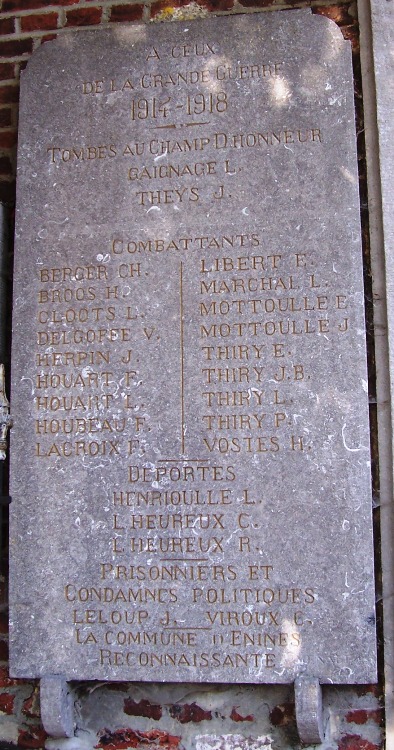 A CEUX
DE LA GRANDE GUERRE
1914-1918
TOMBES AU CHAMP D'HONNEUR
GAIGNAGE L.
THEYS J.
COMBATTANTS
BERGER CH.
BROOS H.
CLOOTS L.
DELGOFFE V.
HERPIN J.
HOUART F.
HOUART L.
HOUBEAU F.
LACROIX F.
LIBERT E.
MARCHAL L.
MOTTOULLE E
MOTTOULLE J
THIRY E.
THIRY J.B.
THIRY L.
THIRY P.
VOSTES H.
DEPORTES
HENRIOULLE L.
L'HEUREUX C.
L'HEUREUX R.
PRISONNIERS ET
CONDAMNES POLITIQUES
LELOUP J. VIROUX C.
LA COMMUNE D'ENINES
RECONNAISSANTE